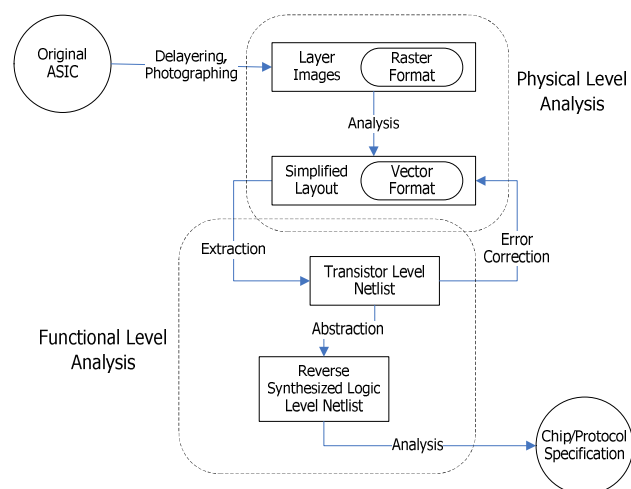 Original
ASIC
Delayering,
Photographing
Layer
Images
Raster
Format
Physical Level
Analysis
Analysis
Simplified
Layout
Vector
Format
Extraction
Error
Correction
Transistor Level
Netlist
Functional Level
Analysis
Abstraction
Reverse
Synthesized Logic
Level Netlist
Analysis
Chip/Protocol
Specification